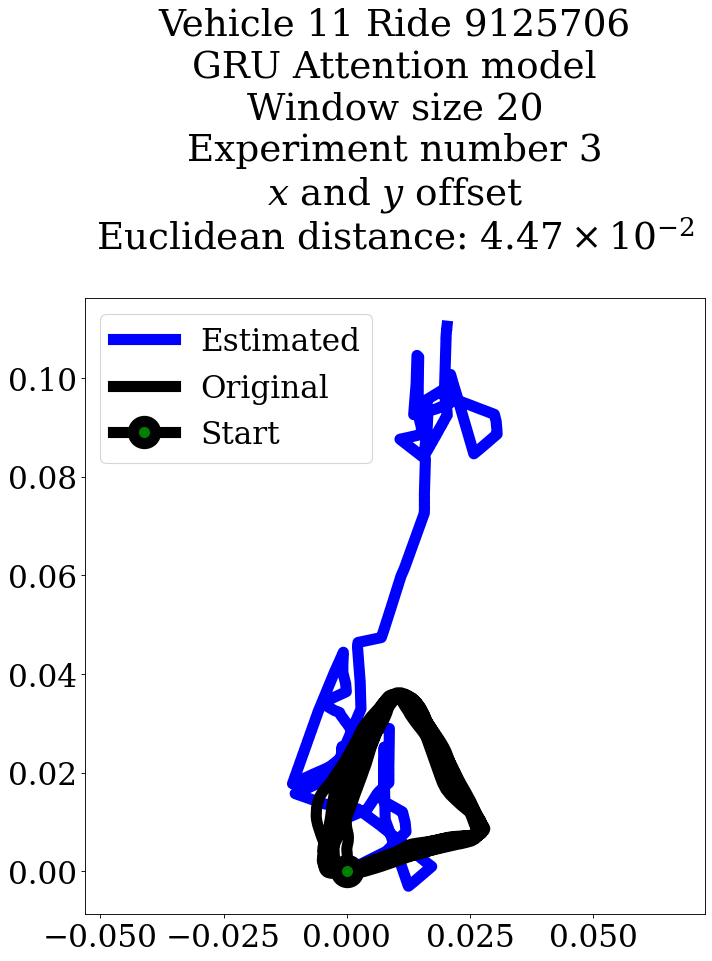 Vehicle 11 Ride 9125706
GRU Attention model
Window size 20
Experiment number 3
x and y offset
Euclidean distance: 4.47 × 10⁻²
Estimated
Original
Start
0.10
0.08
0.06
0.04
0.02
0.00
−0.050 −0.025 0.000 0.025 0.050